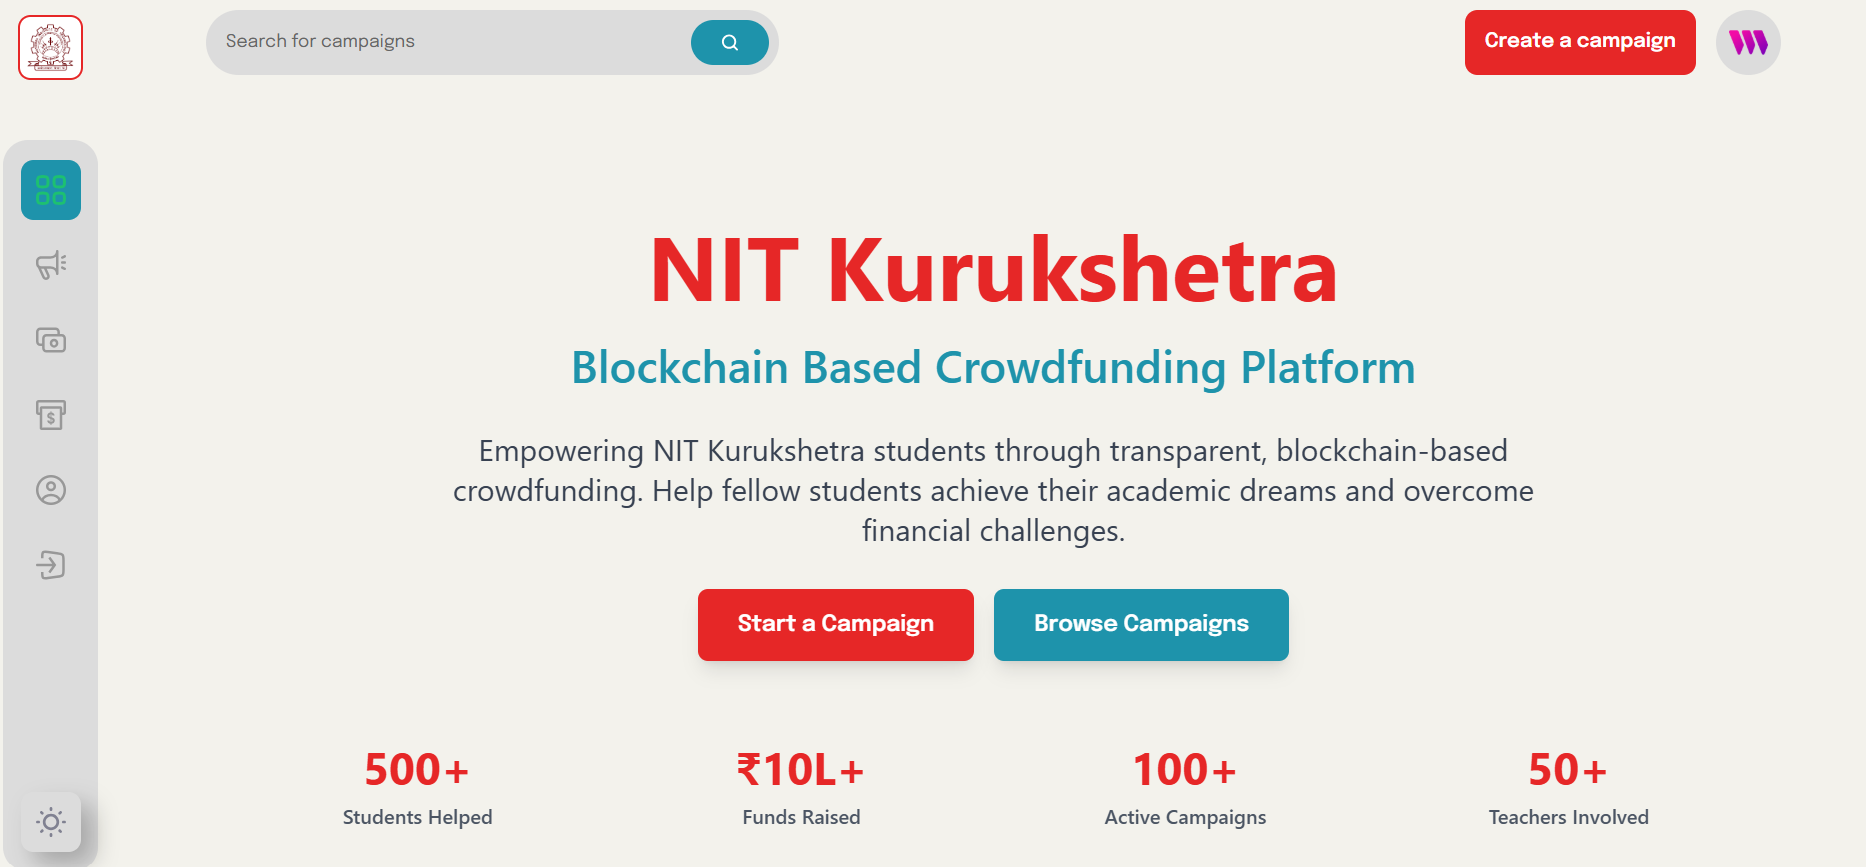 Search for campaigns
Create a campaign
NIT Kurukshetra
Blockchain Based Crowdfunding Platform
Empowering NIT Kurukshetra students through transparent, blockchain-based
crowdfunding. Help fellow students achieve their academic dreams and overcome
financial challenges.
Start a Campaign
Browse Campaigns
500+
Students Helped
₹10L+
Funds Raised
100+
Active Campaigns
50+
Teachers Involved